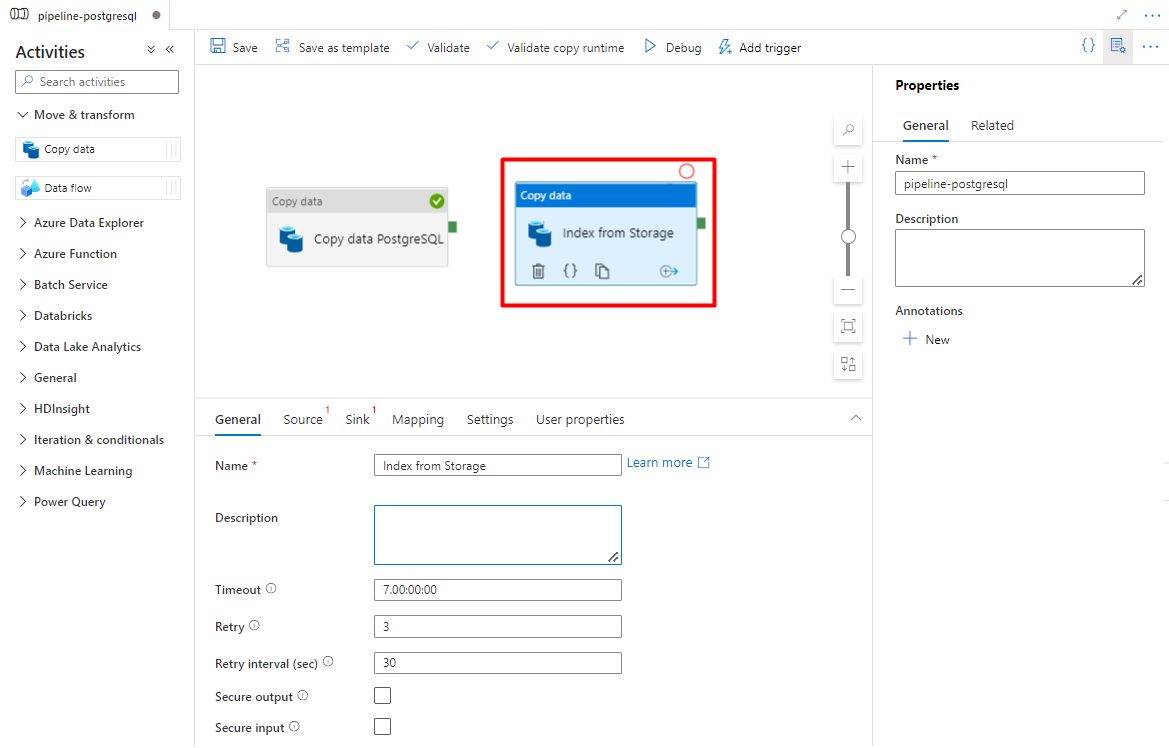 pipeline-postgresql
Activities
Search activities
Move & transform
Copy data
Data flow
Azure Data Explorer
Azure Function
Batch Service
Databricks
Data Lake Analytics
General
HDInsight
Iteration & conditionals
Machine Learning
Power Query
Save
Save as template
Validate
Validate copy runtime
Debug
Add trigger
Copy data
Copy data PostgreSQL
Copy data
Index from Storage
General
Source 1
Sink 1
Mapping
Settings
User properties
Name *
Index from Storage
Learn more
Description
Timeout
7.00:00:00
Retry
3
Retry interval (sec)
30
Secure output
Secure input
Properties
General
Related
Name *
pipeline-postgresql
Description
Annotations
New